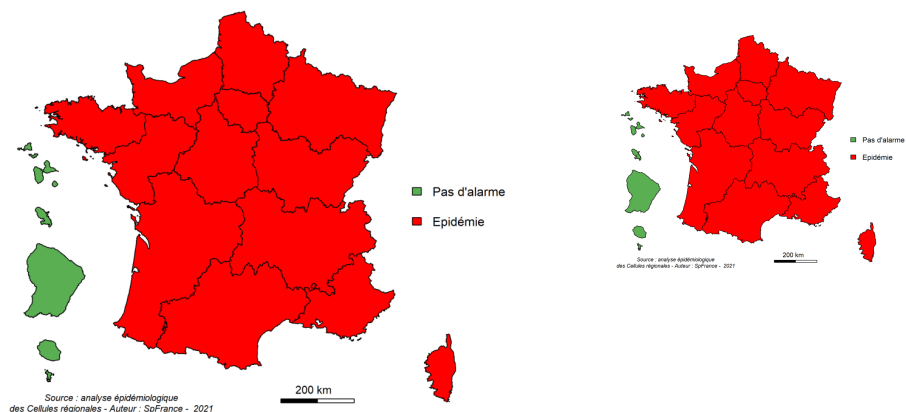 Pas d'alarme
Epidémie
200 km
Source : analyse épidémiologique
des Cellules régionales - Auteur : SpFrance - 2021
Pas d'alarme
Epidémie
200 km
Source : analyse épidémiologique
des Cellules régionales - Auteur : SpFrance - 2021